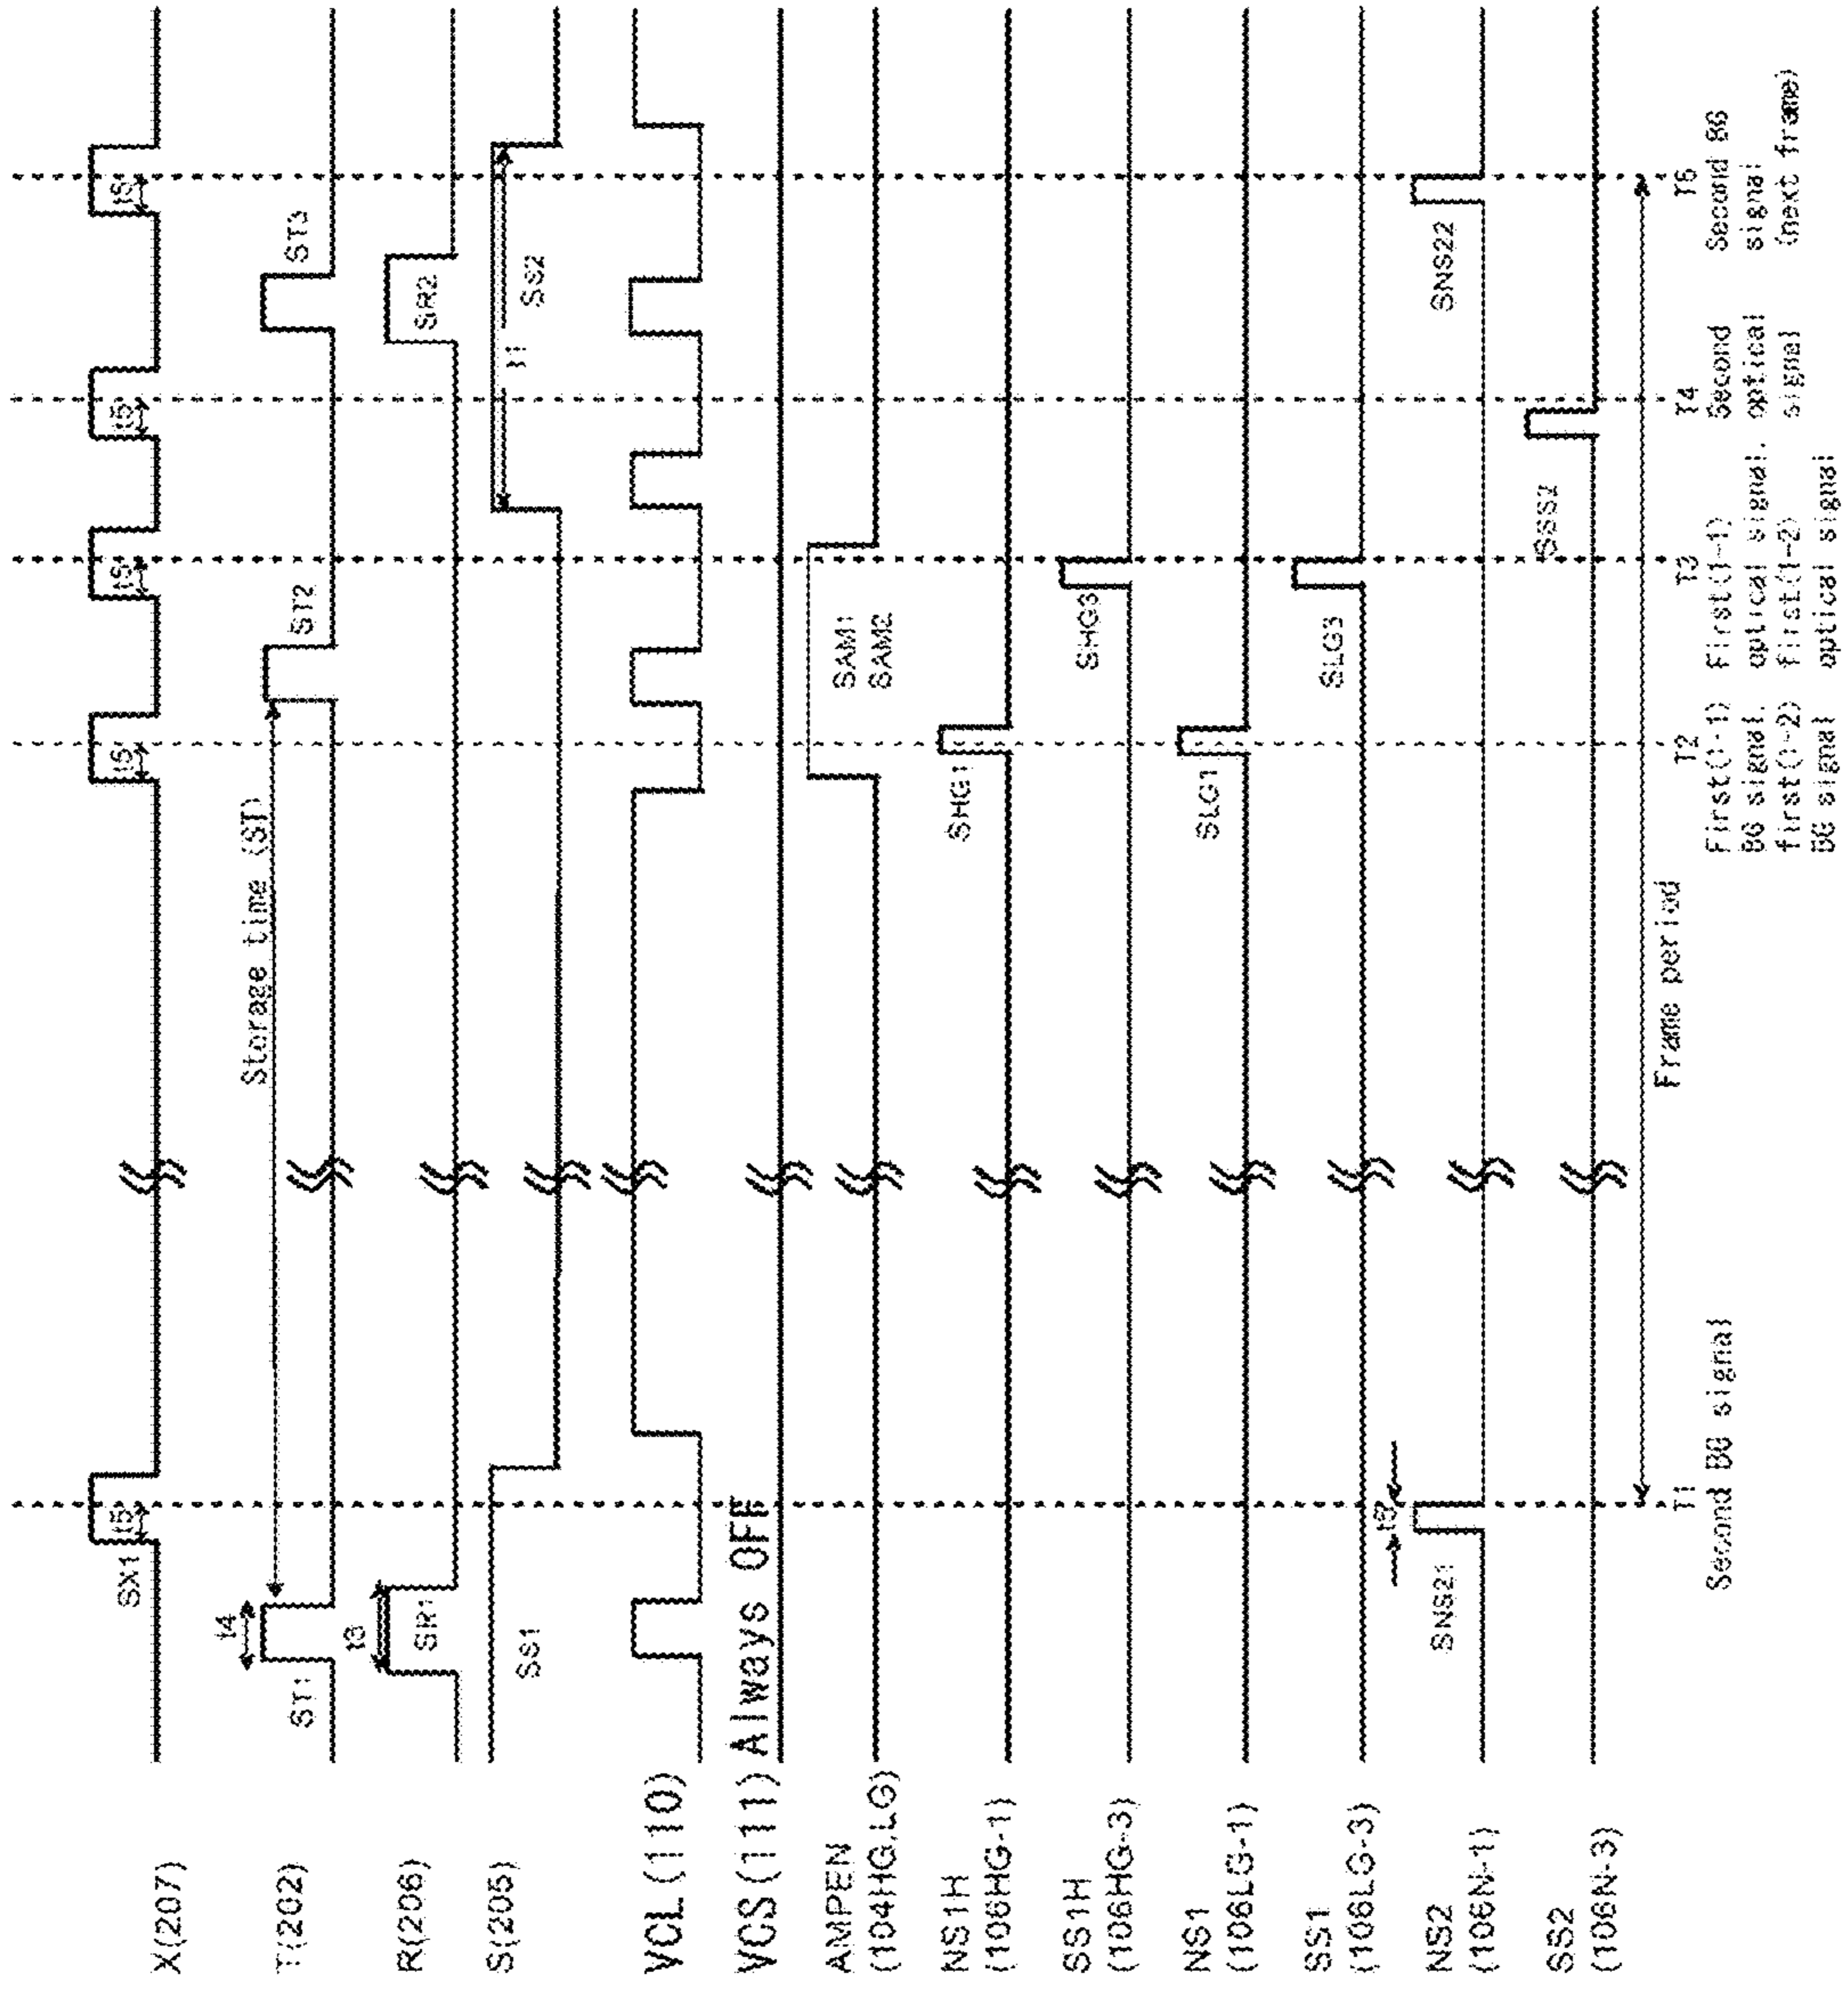 X(207)
SX1
t5
t5
t5
t5
t5
T(202)
ST1
t4
Storage time (ST)
ST2
ST3
R(206)
t3
SR1
SR2
S(205)
SS1
t1
SS2
VCL(110)
VCS(111) Always OFF
AMPEN
(104HG,LG)
SAM1
SAM2
NS1H
(106HG-1)
SHG1
SS1H
(106HG-3)
SHG3
NS1
(106LG-1)
SLG1
SS1
(106LG-3)
SLG3
NS2
(106N-1)
SNS21
SNS22
SS2
(106N-3)
SSS2
Frame period
T1
Second BG signal
T2
First(1-1)
BG signal,
first(1-2)
BG signal
T3
First(1-1)
optical signal,
first(1-2)
optical signal
T4
Second
optical
signal
Second BG
signal
(next frame)